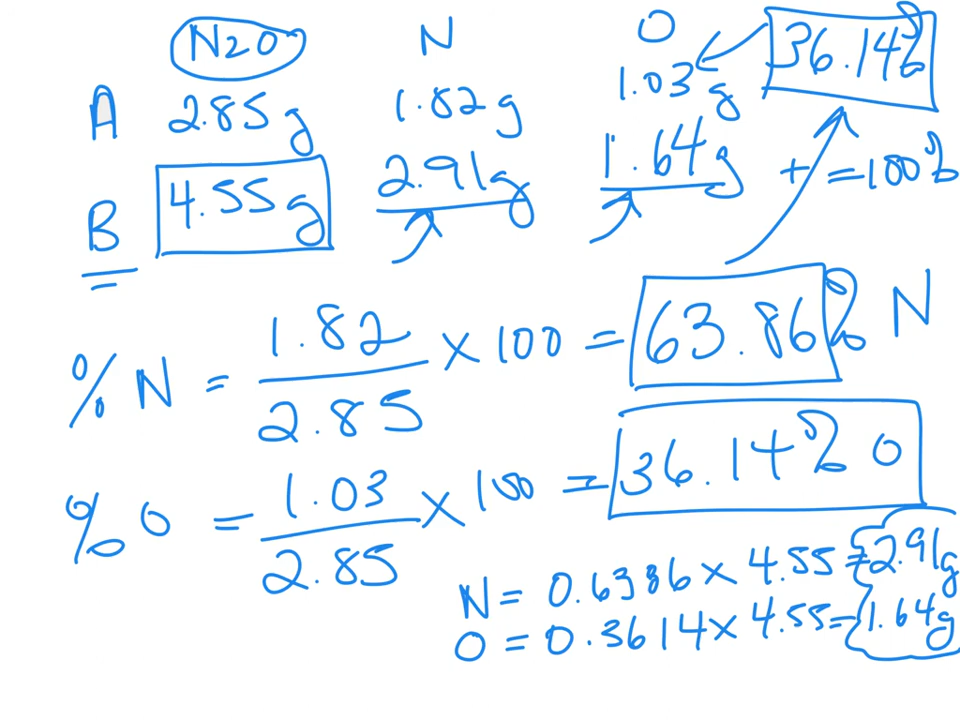 N2O N O 36.14%
A 2.85g 1.82g 1.03g
B 4.55g 2.91g 1.64g + = 100%
% N = 1.82/2.85 x 100 = 63.86% N
% O = 1.03/2.85 x 100 = 36.14% O
N = 0.6386 x 4.55 = 2.91g
O = 0.3614 x 4.55 = 1.64g